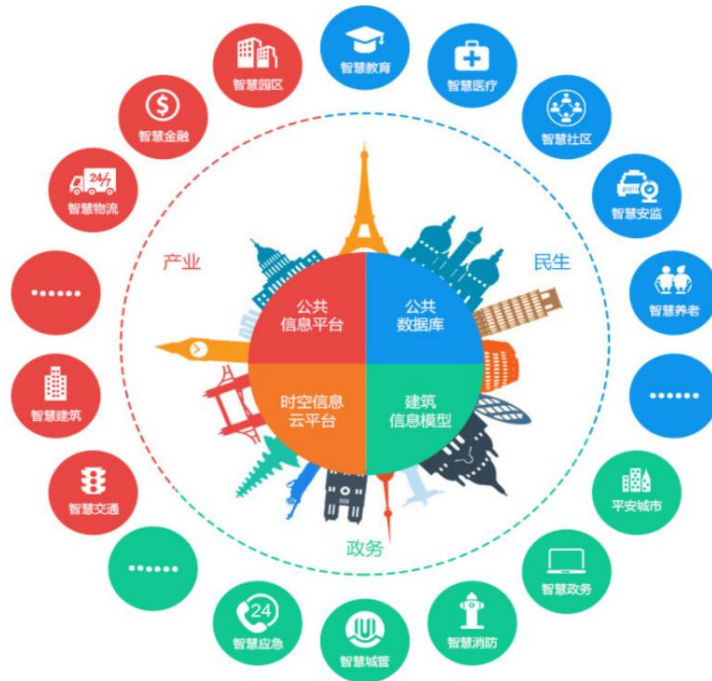 智慧教育
智慧园区
智慧医疗
$
智慧金融
智慧社区
24/7
智慧物流
police
智慧安监
产业
民生
智慧养老
......
公共
信息平台
公共
数据库
时空信息
云平台
建筑
信息模型
智慧建筑
......
智慧交通
平安城市
政务
......
智慧政务
24
智慧应急
智慧城管
智慧消防